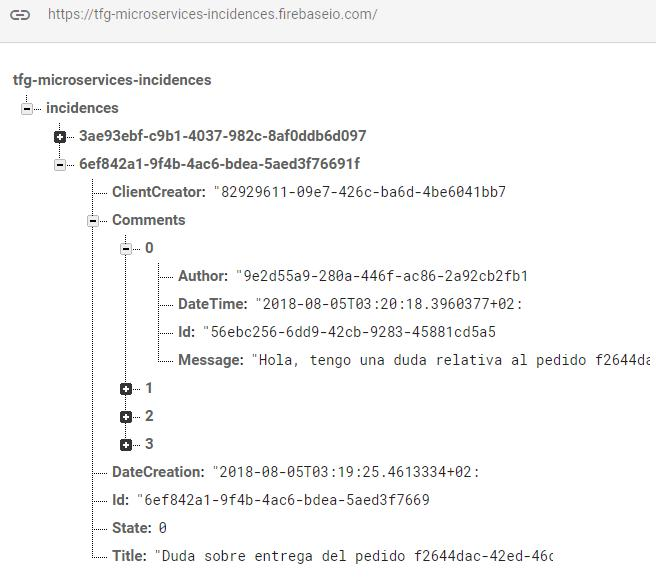 https://tfg-microservices-incidences.firebaseio.com/
tfg-microservices-incidences
incidences
3ae93ebf-c9b1-4037-982c-8af0ddb6d097
6ef842a1-9f4b-4ac6-bdea-5aed3f76691f
ClientCreator: "82929611-09e7-426c-ba6d-4be6041bb7
Comments
0
Author: "9e2d55a9-280a-446f-ac86-2a92cb2fb1
DateTime: "2018-08-05T03:20:18.3960377+02:
Id: "56ebc256-6dd9-42cb-9283-45881cd5a5
Message: "Hola, tengo una duda relativa al pedido f2644da
1
2
3
DateCreation: "2018-08-05T03:19:25.4613334+02:
Id: "6ef842a1-9f4b-4ac6-bdea-5aed3f7669
State: 0
Title: "Duda sobre entrega del pedido f2644dac-42ed-46c